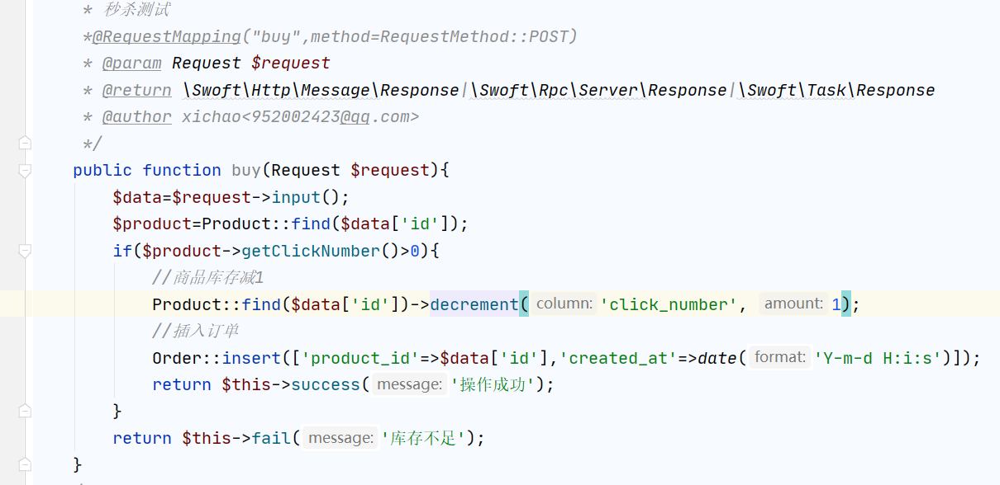 * 秒杀测试
*@RequestMapping("buy",method=RequestMethod::POST)
* @param Request $request
* @return \Swoft\Http\Message\Response|\Swoft\Rpc\Server\Response|\Swoft\Task\Response
* @author xichao<952002423@qq.com>
*/
public function buy(Request $request){
$data=$request->input();
$product=Product::find($data['id']);
if($product->getClickNumber()>0){
//商品库存减1
Product::find($data['id'])->decrement( column: 'click_number', amount: 1);
//插入订单
Order::insert(['product_id'=>$data['id'],'created_at'=>date( format: 'Y-m-d H:i:s')]);
return $this->success( message: '操作成功');
}
return $this->fail( message: '库存不足');
}